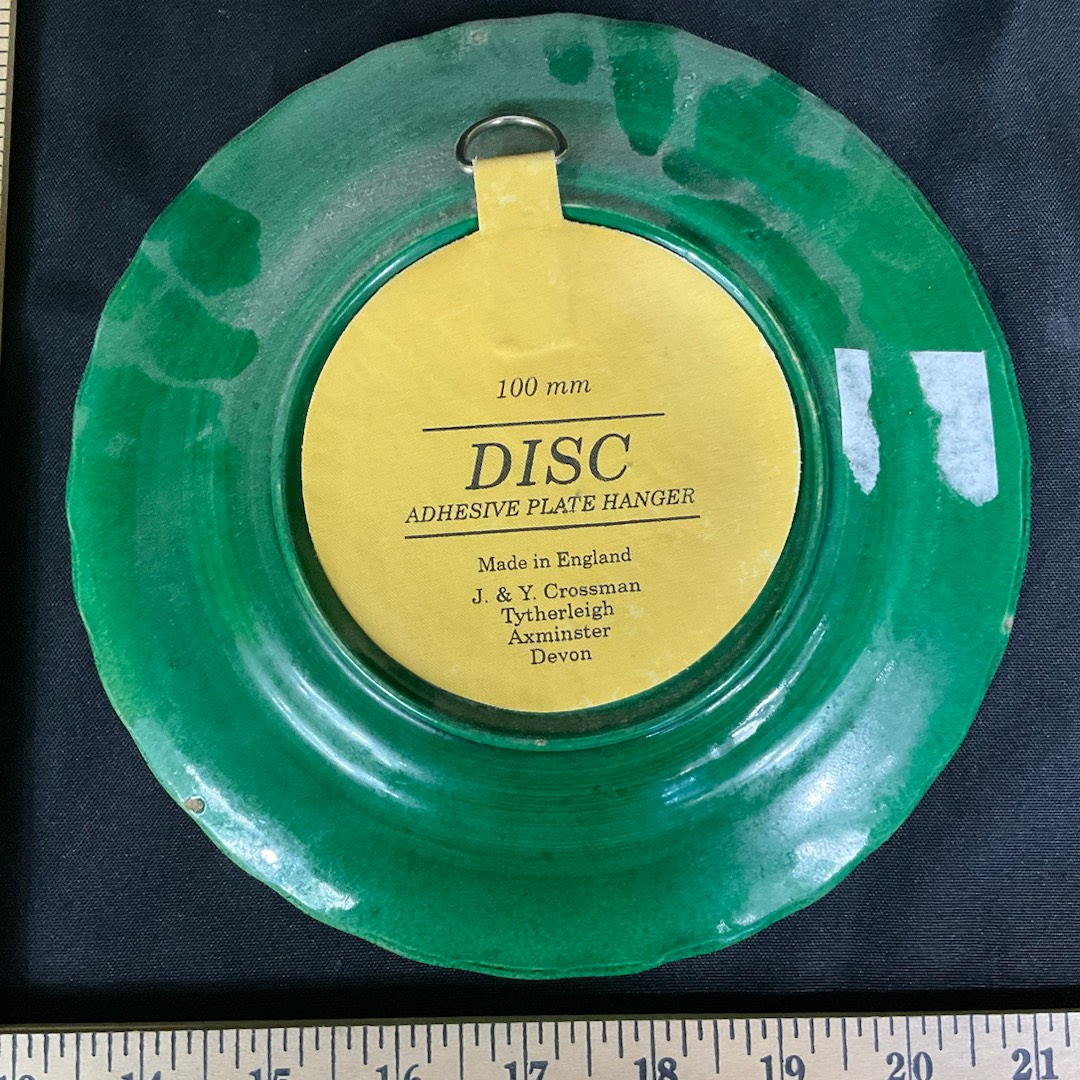 100 mm
DISC
ADHESIVE PLATE HANGER
Made in England
J. & Y. Crossman
Tytherleigh
Axminster
Devon
14 15 16 17 18 19 20 21